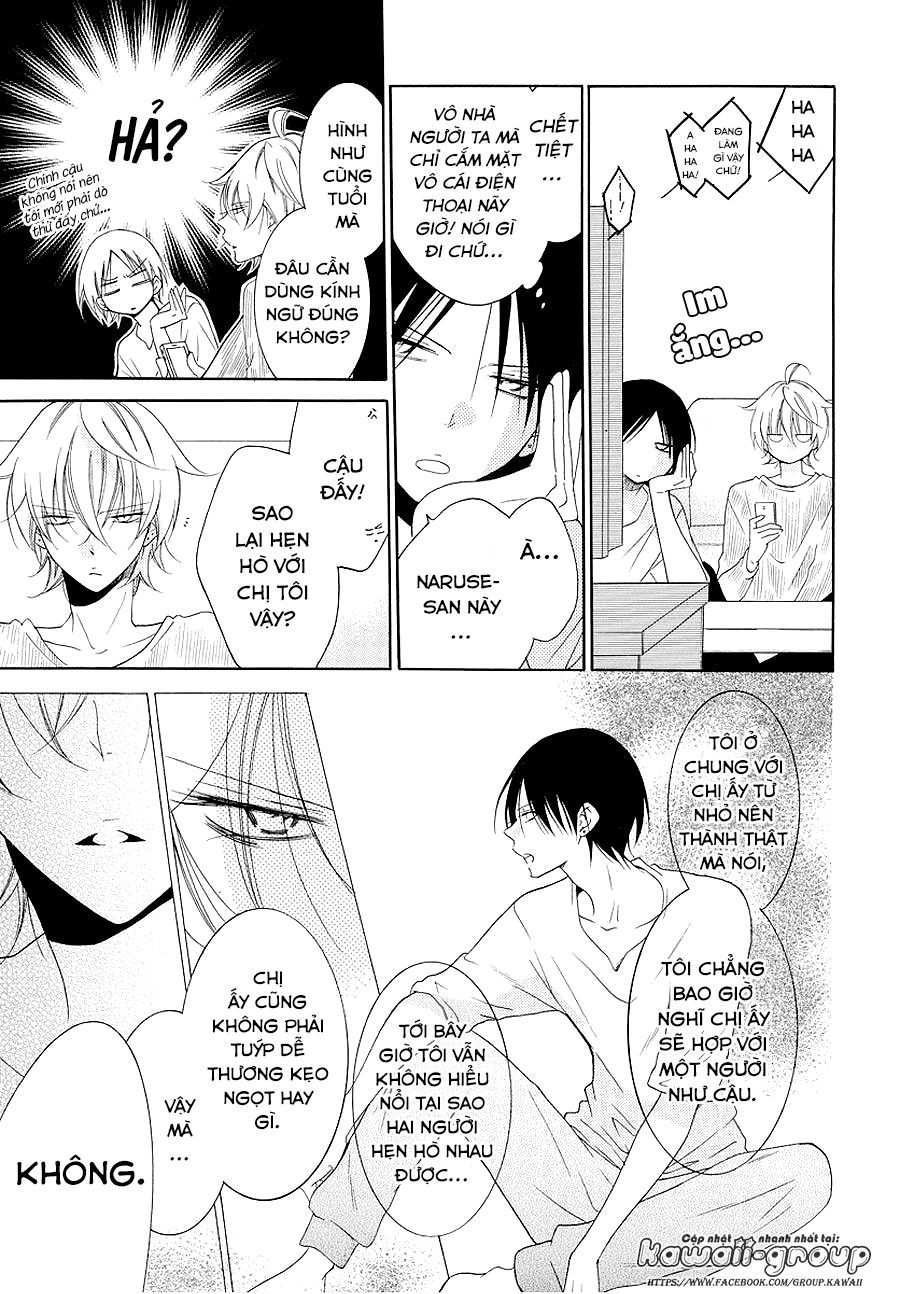 HA
HA
HA
ĐANG
LÀM
GÌ VẬY
CHỨ!
A
HA
HA
HA!
Im
ắng...
CHẾT
TIỆT
...
VÔ NHÀ
NGƯỜI TA MÀ
CHỈ CẮM MẶT
VÔ CÁI ĐIỆN
THOẠI NÃY
GIỜ! NÓI GÌ
ĐI CHỨ...
À...
NARUSE-
SAN NÀY
...
HÌNH
NHƯ
CÙNG
TUỔI
MÀ
ĐÂU CẦN
DÙNG KÍNH
NGỮ ĐÚNG
KHÔNG?
HẢ?
Chính cậu
không nói nên
tôi mới phải dò
thử đấy chứ...
CẬU
ĐẤY!
SAO
LẠI HẸN
HÒ VỚI
CHỊ TÔI
VẬY?
TÔI Ở
CHUNG VỚI
CHỊ ẤY TỪ
NHỎ NÊN
THÀNH THẬT
MÀ NÓI,
TÔI CHẲNG
BAO GIỜ
NGHĨ CHỊ ẤY
SẼ HỢP VỚI
MỘT NGƯỜI
NHƯ CẬU.
TỚI BÂY
GIỜ TÔI VẪN
KHÔNG HIỂU
NỔI TẠI SAO
HAI NGƯỜI
HẸN HÒ NHAU
ĐƯỢC...
CHỊ
ẤY CŨNG
KHÔNG PHẢI
TUÝP DỄ
THƯƠNG KẸO
NGỌT HAY
GÌ.
VẬY
MÀ
...
KHÔNG.
Cập nhật nhanh nhất tại:
kawaii-group
HTTPS://WWW.FACEBOOK.COM/GROUP.KAWAII